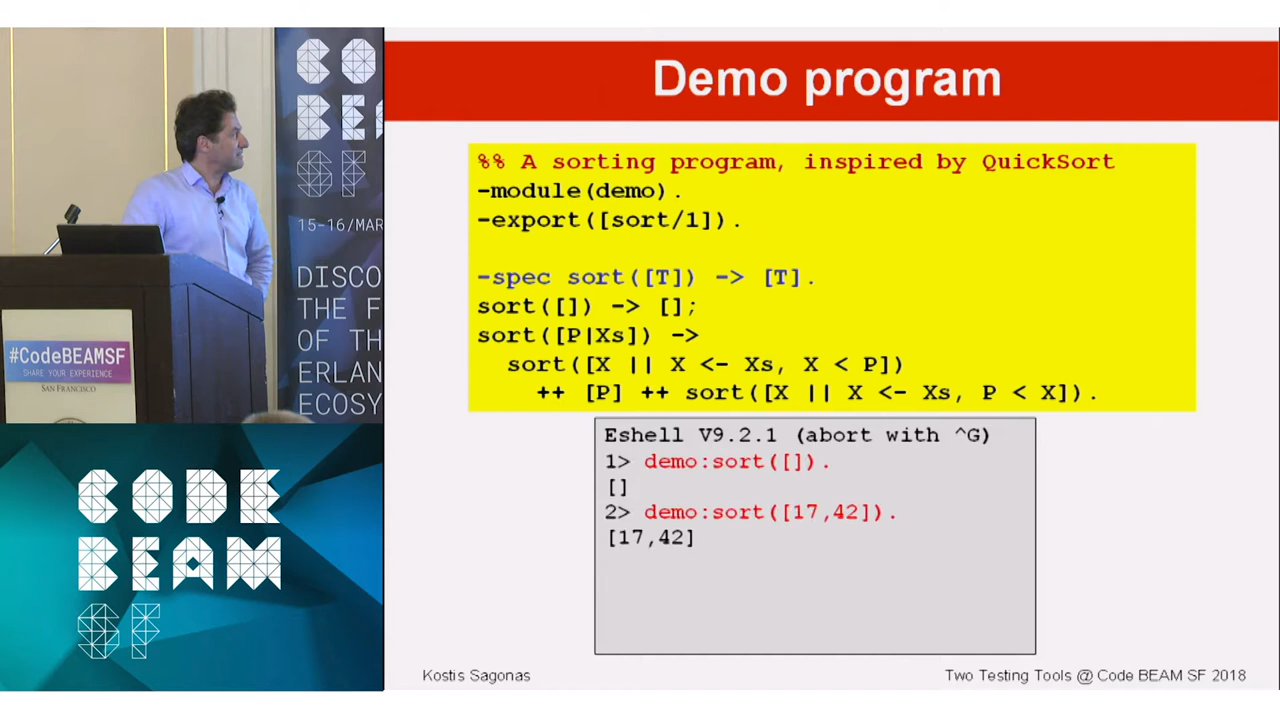 Demo program
%% A sorting program, inspired by QuickSort
-module(demo).
-export([sort/1]).
-spec sort([T]) -> [T].
sort([]) -> [];
sort([P|Xs]) ->
sort([X || X <- Xs, X < P])
++ [P] ++ sort([X || X <- Xs, P < X]).
Eshell V9.2.1 (abort with ^G)
1> demo:sort([]).
[]
2> demo:sort([17,42]).
[17,42]
Kostis Sagonas
Two Testing Tools @ Code BEAM SF 2018
CO
BEA
SF
15-16/MAR
DISCO
THE F
OF TH
ERLAN
ECOSY
#CodeBEAMSF
SHARE YOUR EXPERIENCE
SAN FRANCISCO
CODE
BEAM
SF